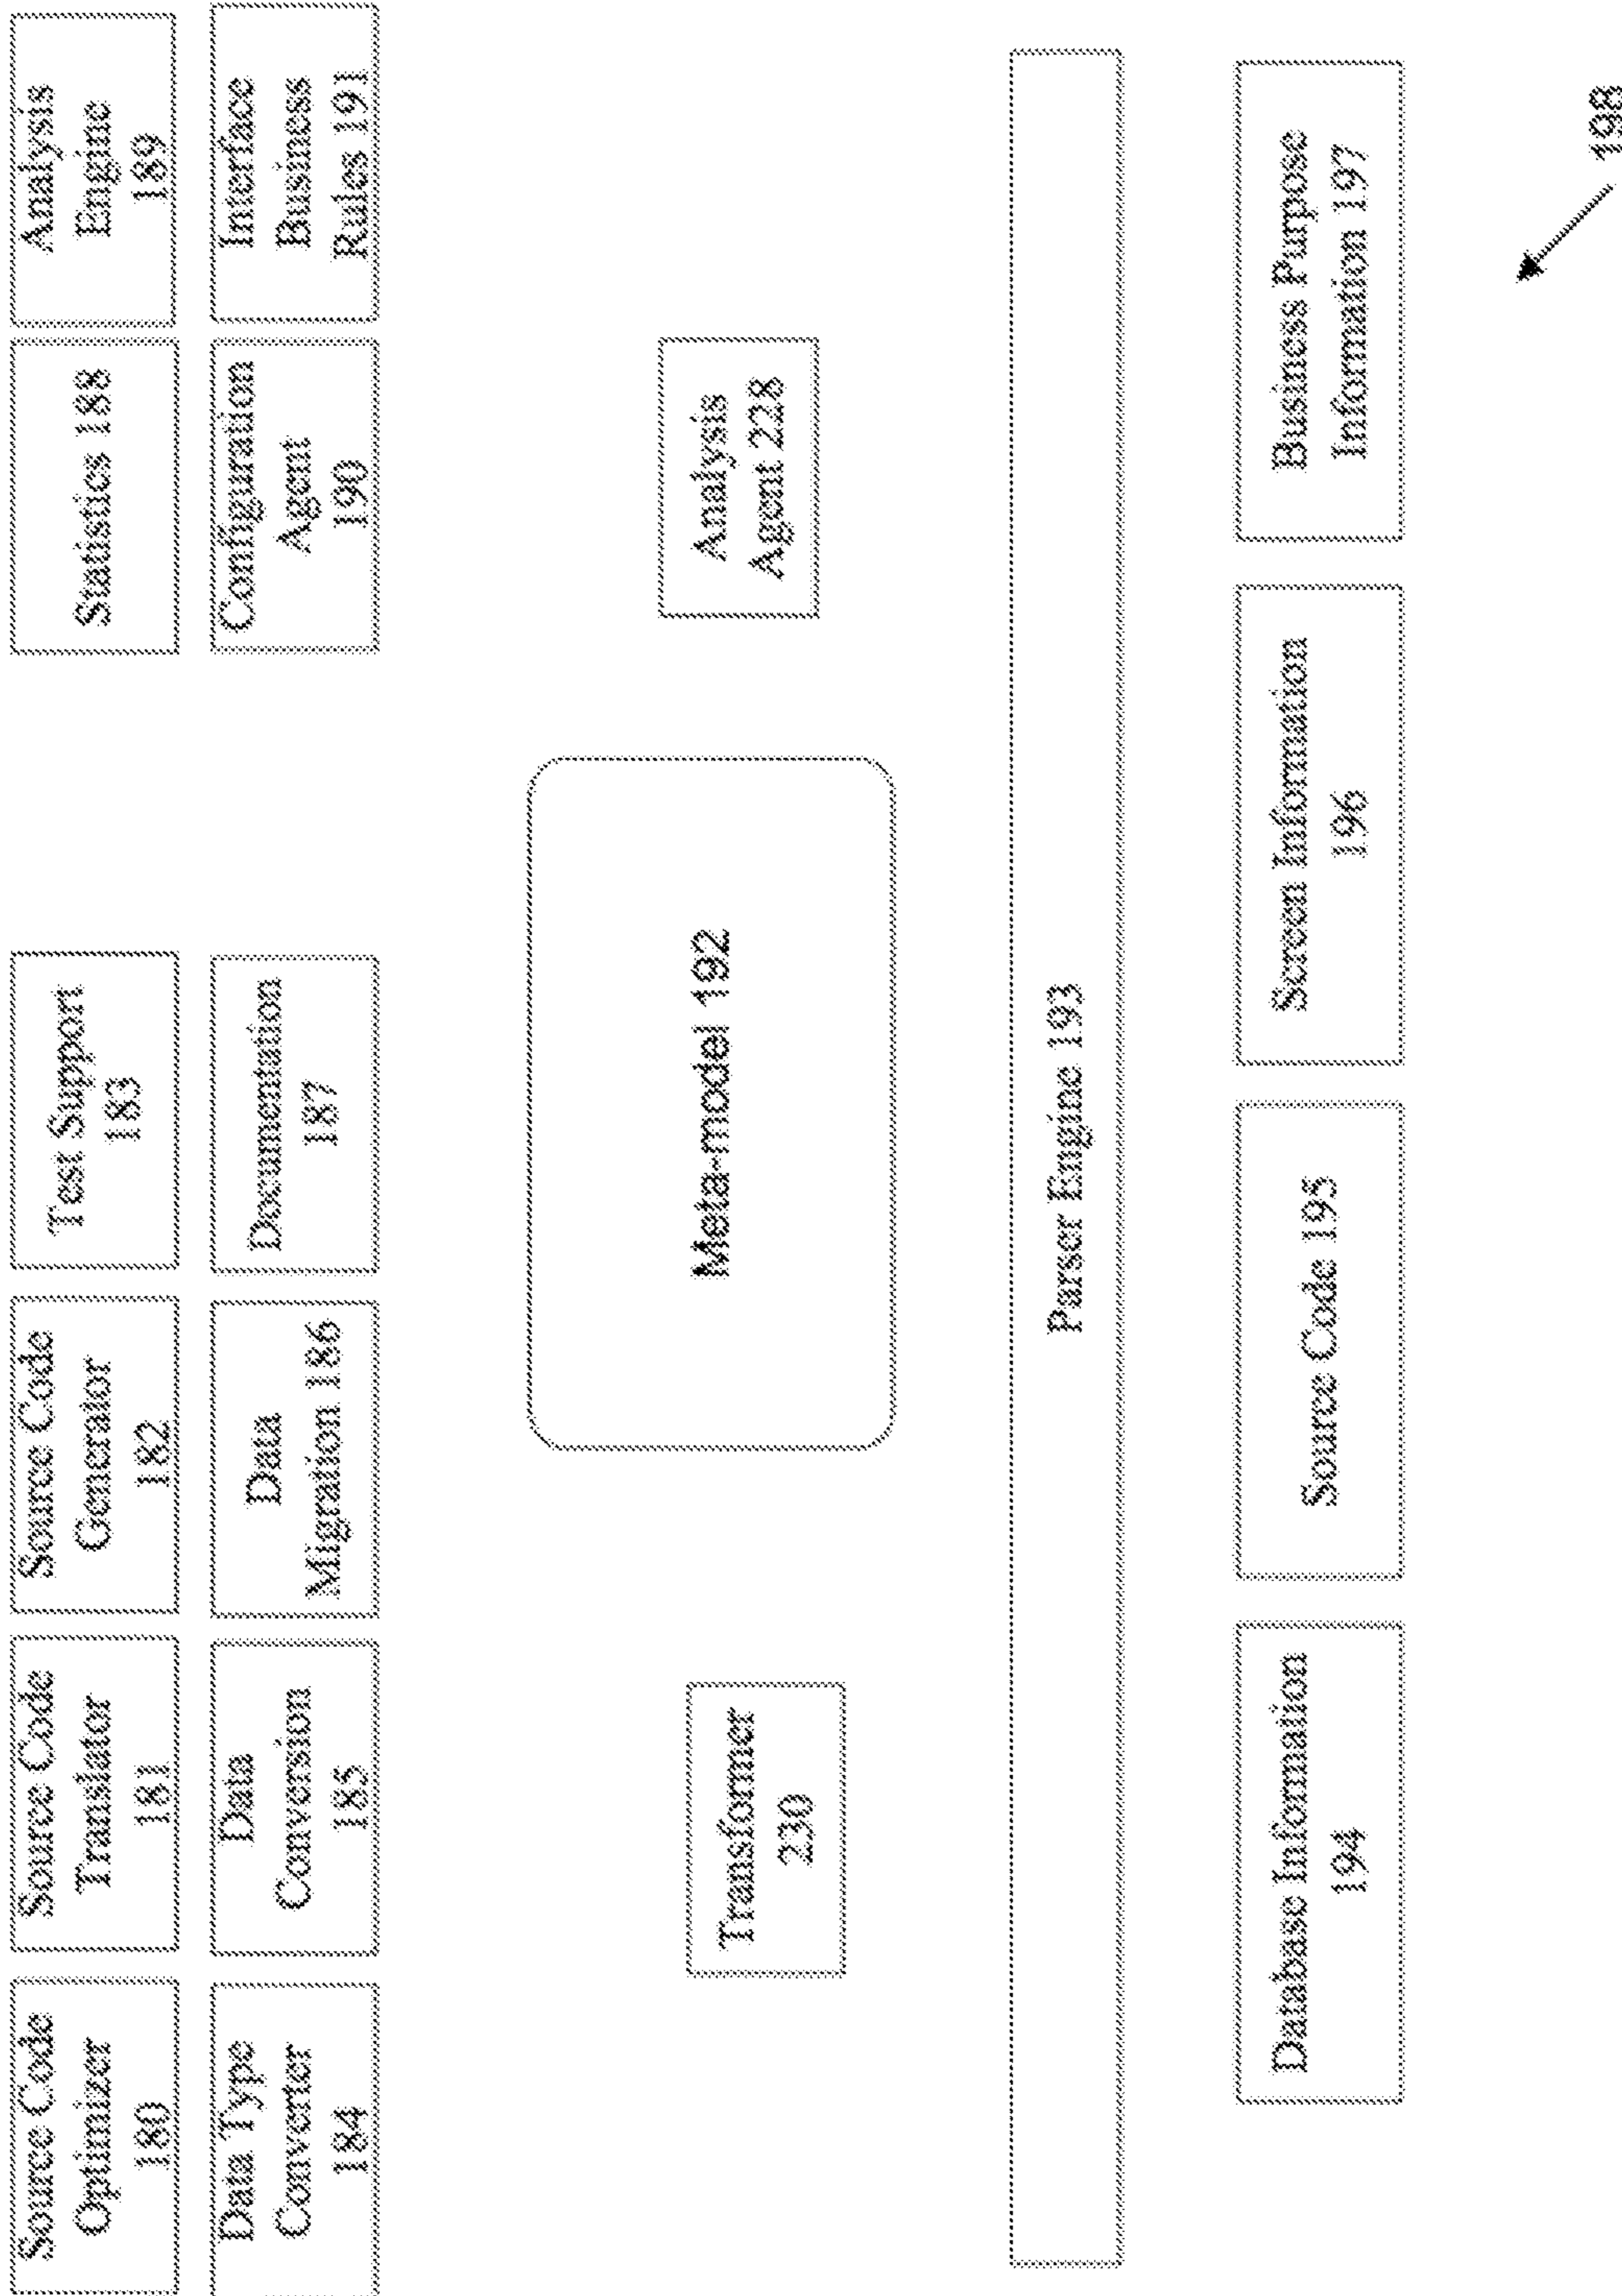 Source Code
Optimizer
180
Source Code
Translator
181
Source Code
Generator
182
Test Support
183
Statistics 188
Analysis
Engine
189
Data Type
Converter
184
Data
Conversion
185
Data
Migration 186
Documentation
187
Configuration
Agent
190
Interface
Business
Rules 191
Transformer
230
Meta-model 192
Analysis
Agent 228
Parser Engine 193
Database Information
194
Source Code 195
Screen Information
196
Business Purpose
Information 197
198